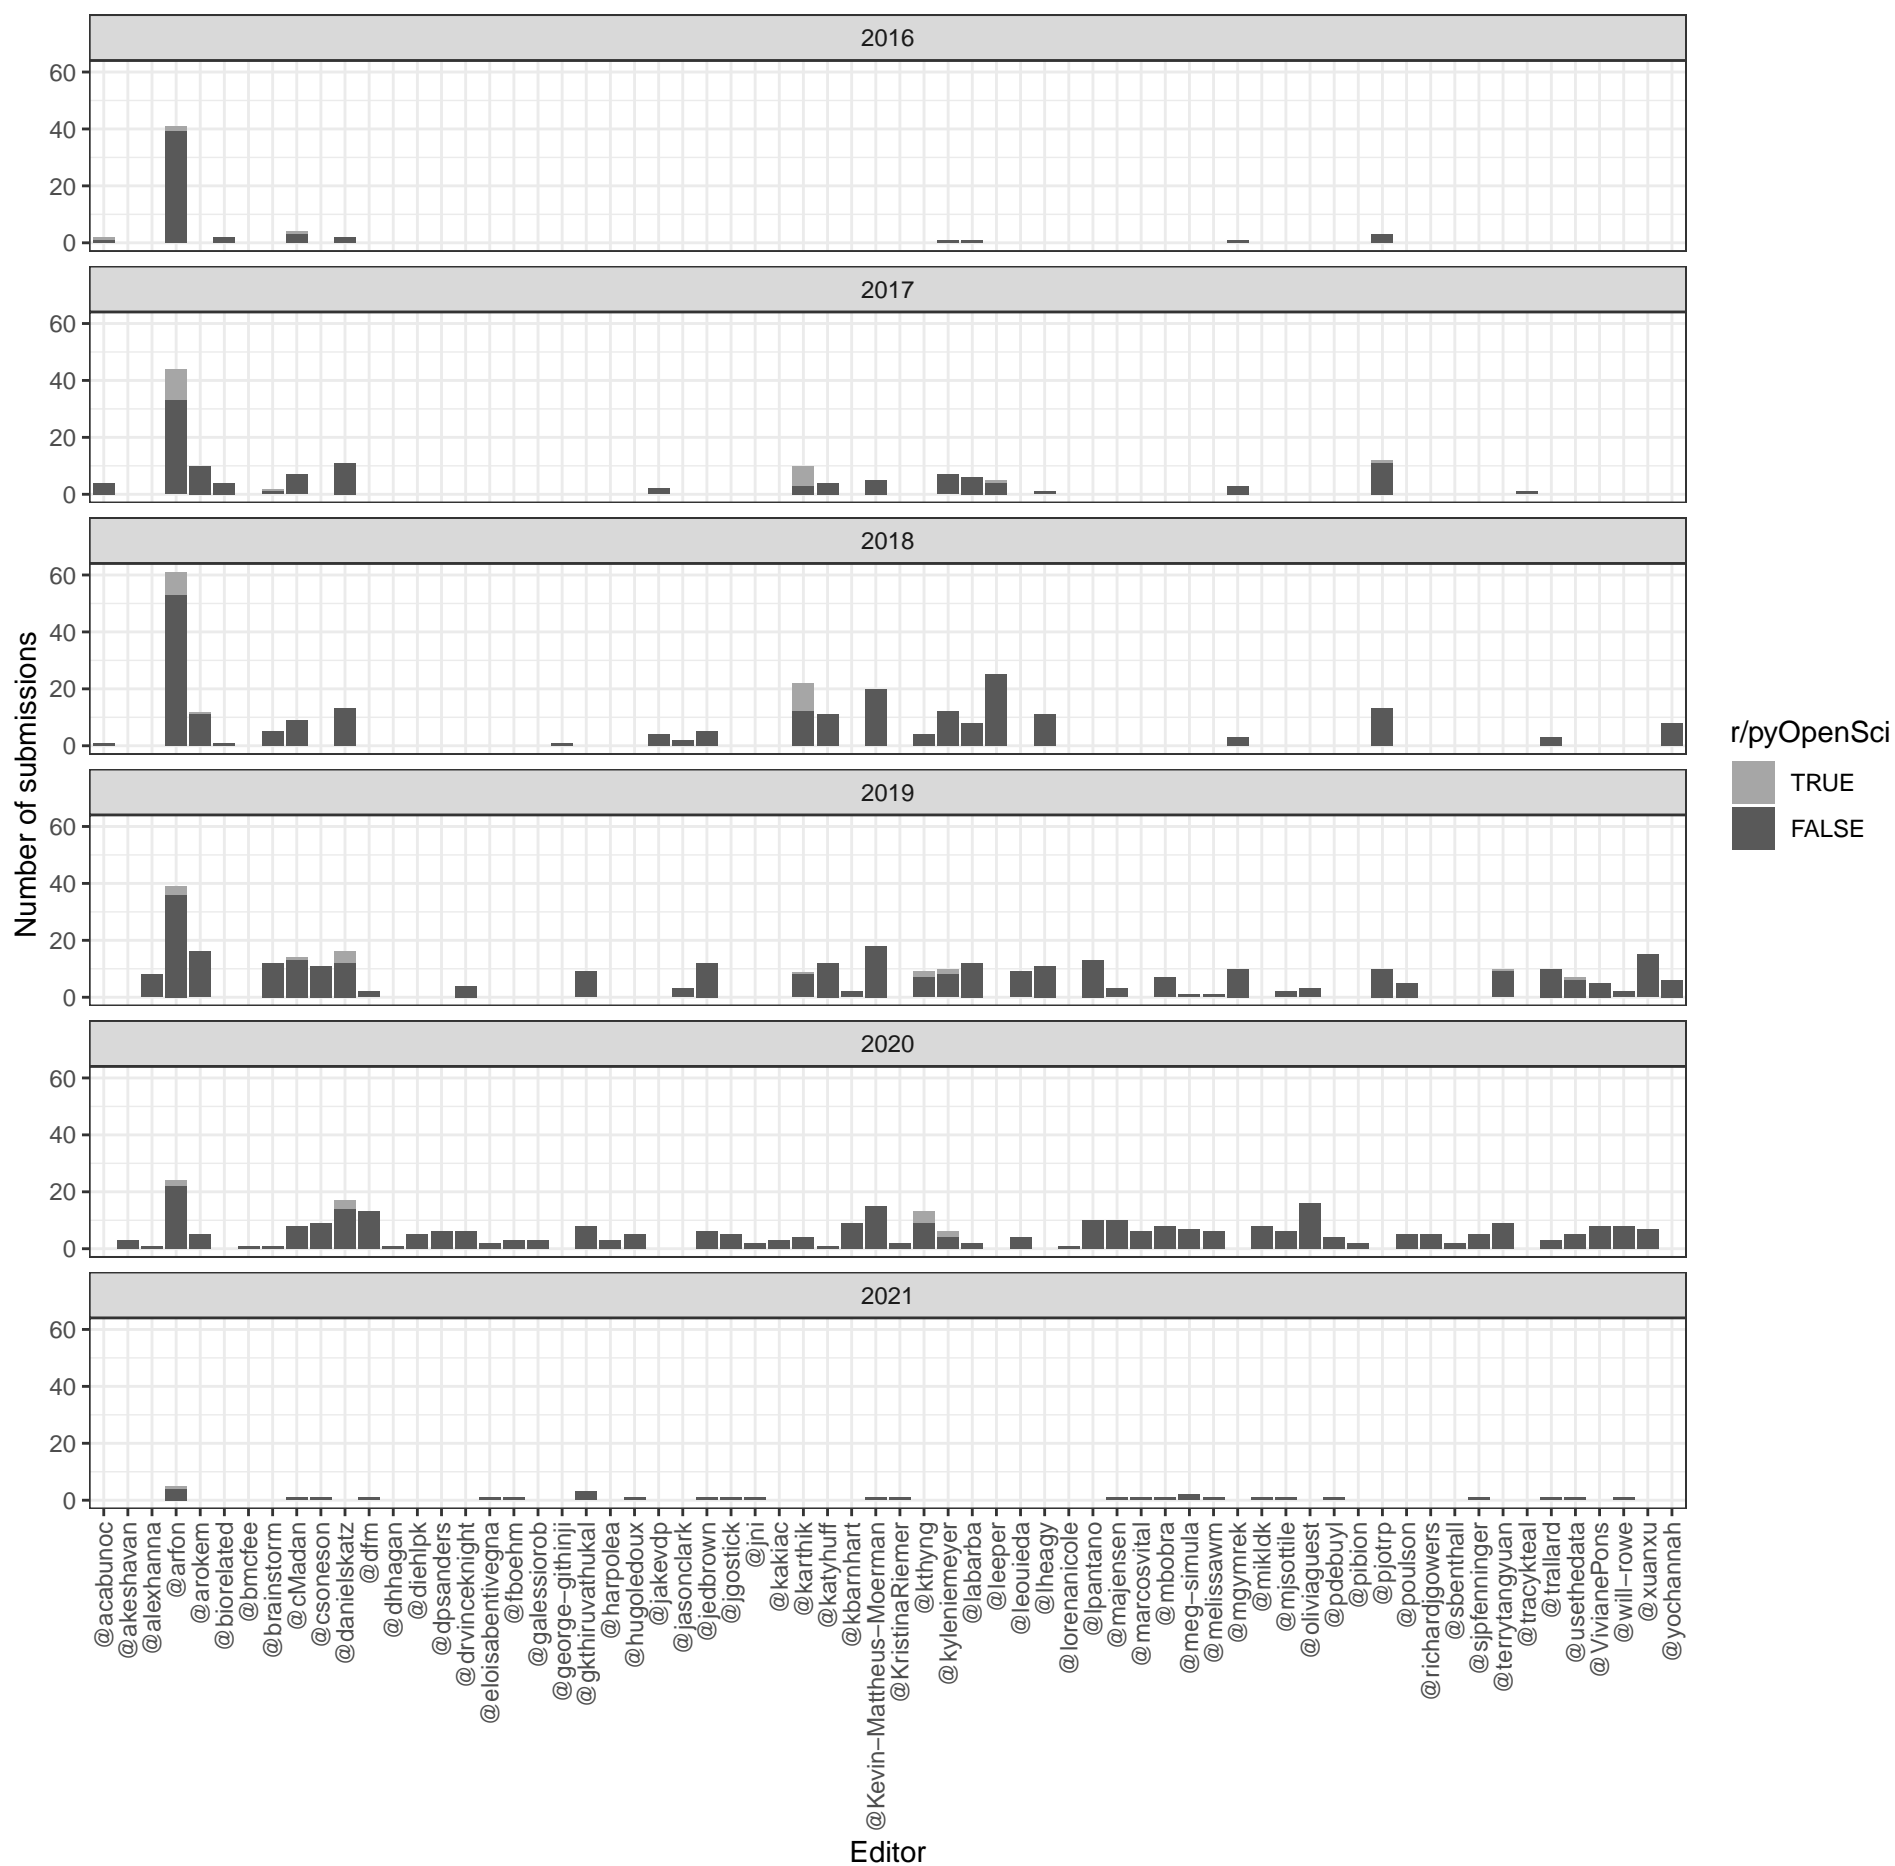 2016
60
40
20
0
2017
60
40
20
0
2018
60
40
20
0
2019
60
40
20
0
2020
60
40
20
0
2021
60
40
20
0
Number of submissions
@acabunoc
@akeshavan
@alexhanna
@arfon
@arokem
@biorelated
@bmcfee
@brainstorm
@cMadan
@csoneson
@danielskatz
@dfm
@dhhagan
@diehlpk
@dpsanders
@drvinceknight
@eloisabentivegna
@fboehm
@galessiorob
@george−githinji
@gkthiruvathukal
@harpolea
@hugoledoux
@jakevdp
@jasonclark
@jedbrown
@jgostick
@jni
@kakiac
@karthik
@katyhuff
@kbarnhart
@Kevin−Mattheus−Moerman
@KristinaRiemer
@kthyng
@kyleniemeyer
@labarba
@leeper
@leouieda
@lheagy
@lorenanicole
@lpantano
@majensen
@marcosvital
@mbobra
@meg−simula
@melissawm
@mgymrek
@mikldk
@mjsottile
@oliviaguest
@pdebuyl
@pibion
@pjotrp
@poulson
@richardjgowers
@sbenthall
@sjpfenninger
@terrytangyuan
@tracykteal
@trallard
@usethedata
@VivianePons
@will−rowe
@xuanxu
@yochannah
Editor
r/pyOpenSci
TRUE
FALSE